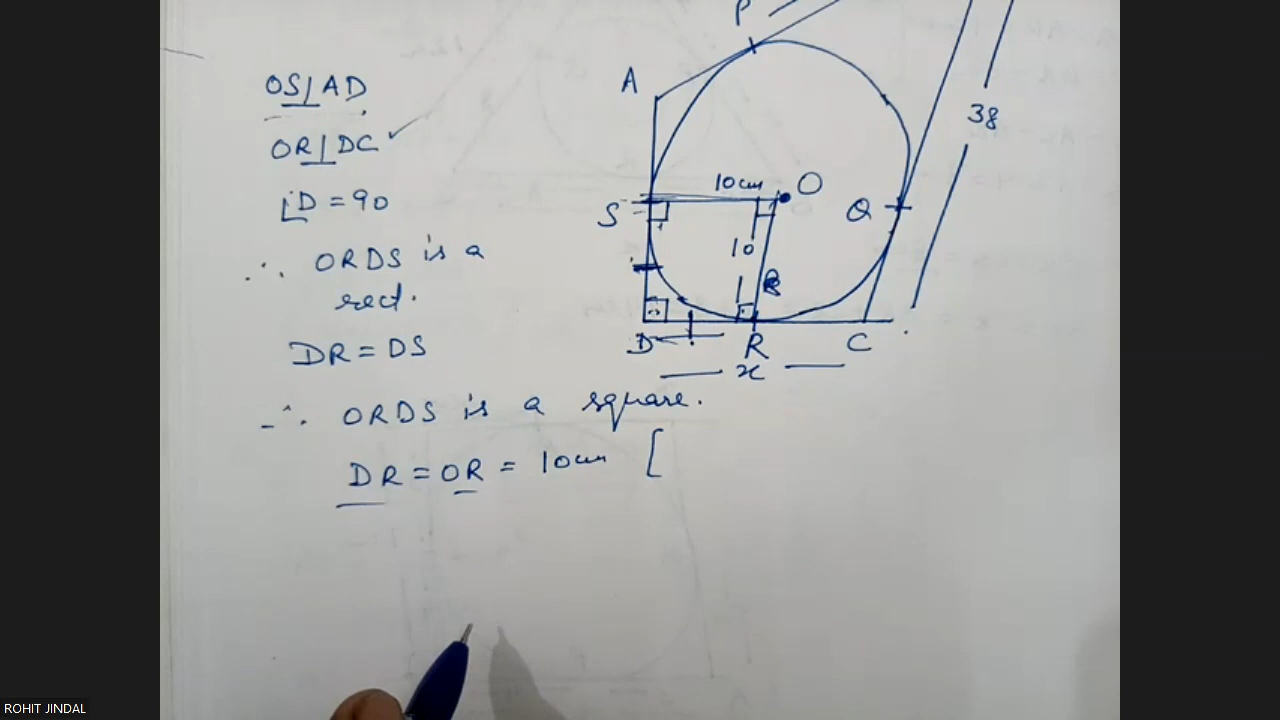 P
A
OS⊥AD
OR⊥DC ✓
38
10cm O
∠D = 90
S
Q
∴ ORDS is a
10
rect.
D R C
x
DR = DS
∴ ORDS is a square.
DR = OR = 10cm [
ROHIT JINDAL